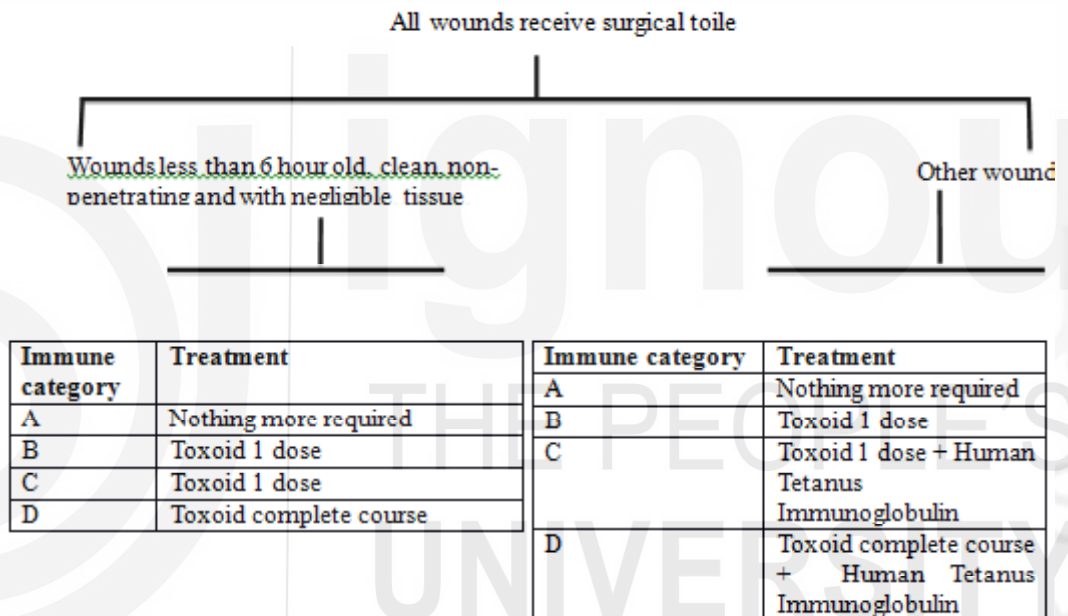 All wounds receive surgical toile
Wounds less than 6 hour old, clean, non-
penetrating and with negligible tissue
Other wound
Immune category
Treatment
A
Nothing more required
B
Toxoid 1 dose
C
Toxoid 1 dose
D
Toxoid complete course
Immune category
Treatment
A
Nothing more required
B
Toxoid 1 dose
C
Toxoid 1 dose + Human
Tetanus
Immunoglobulin
D
Toxoid complete course
+ Human Tetanus
Immunoglobulin
ignou
THE PEOPLE'S
UNIVERSITY